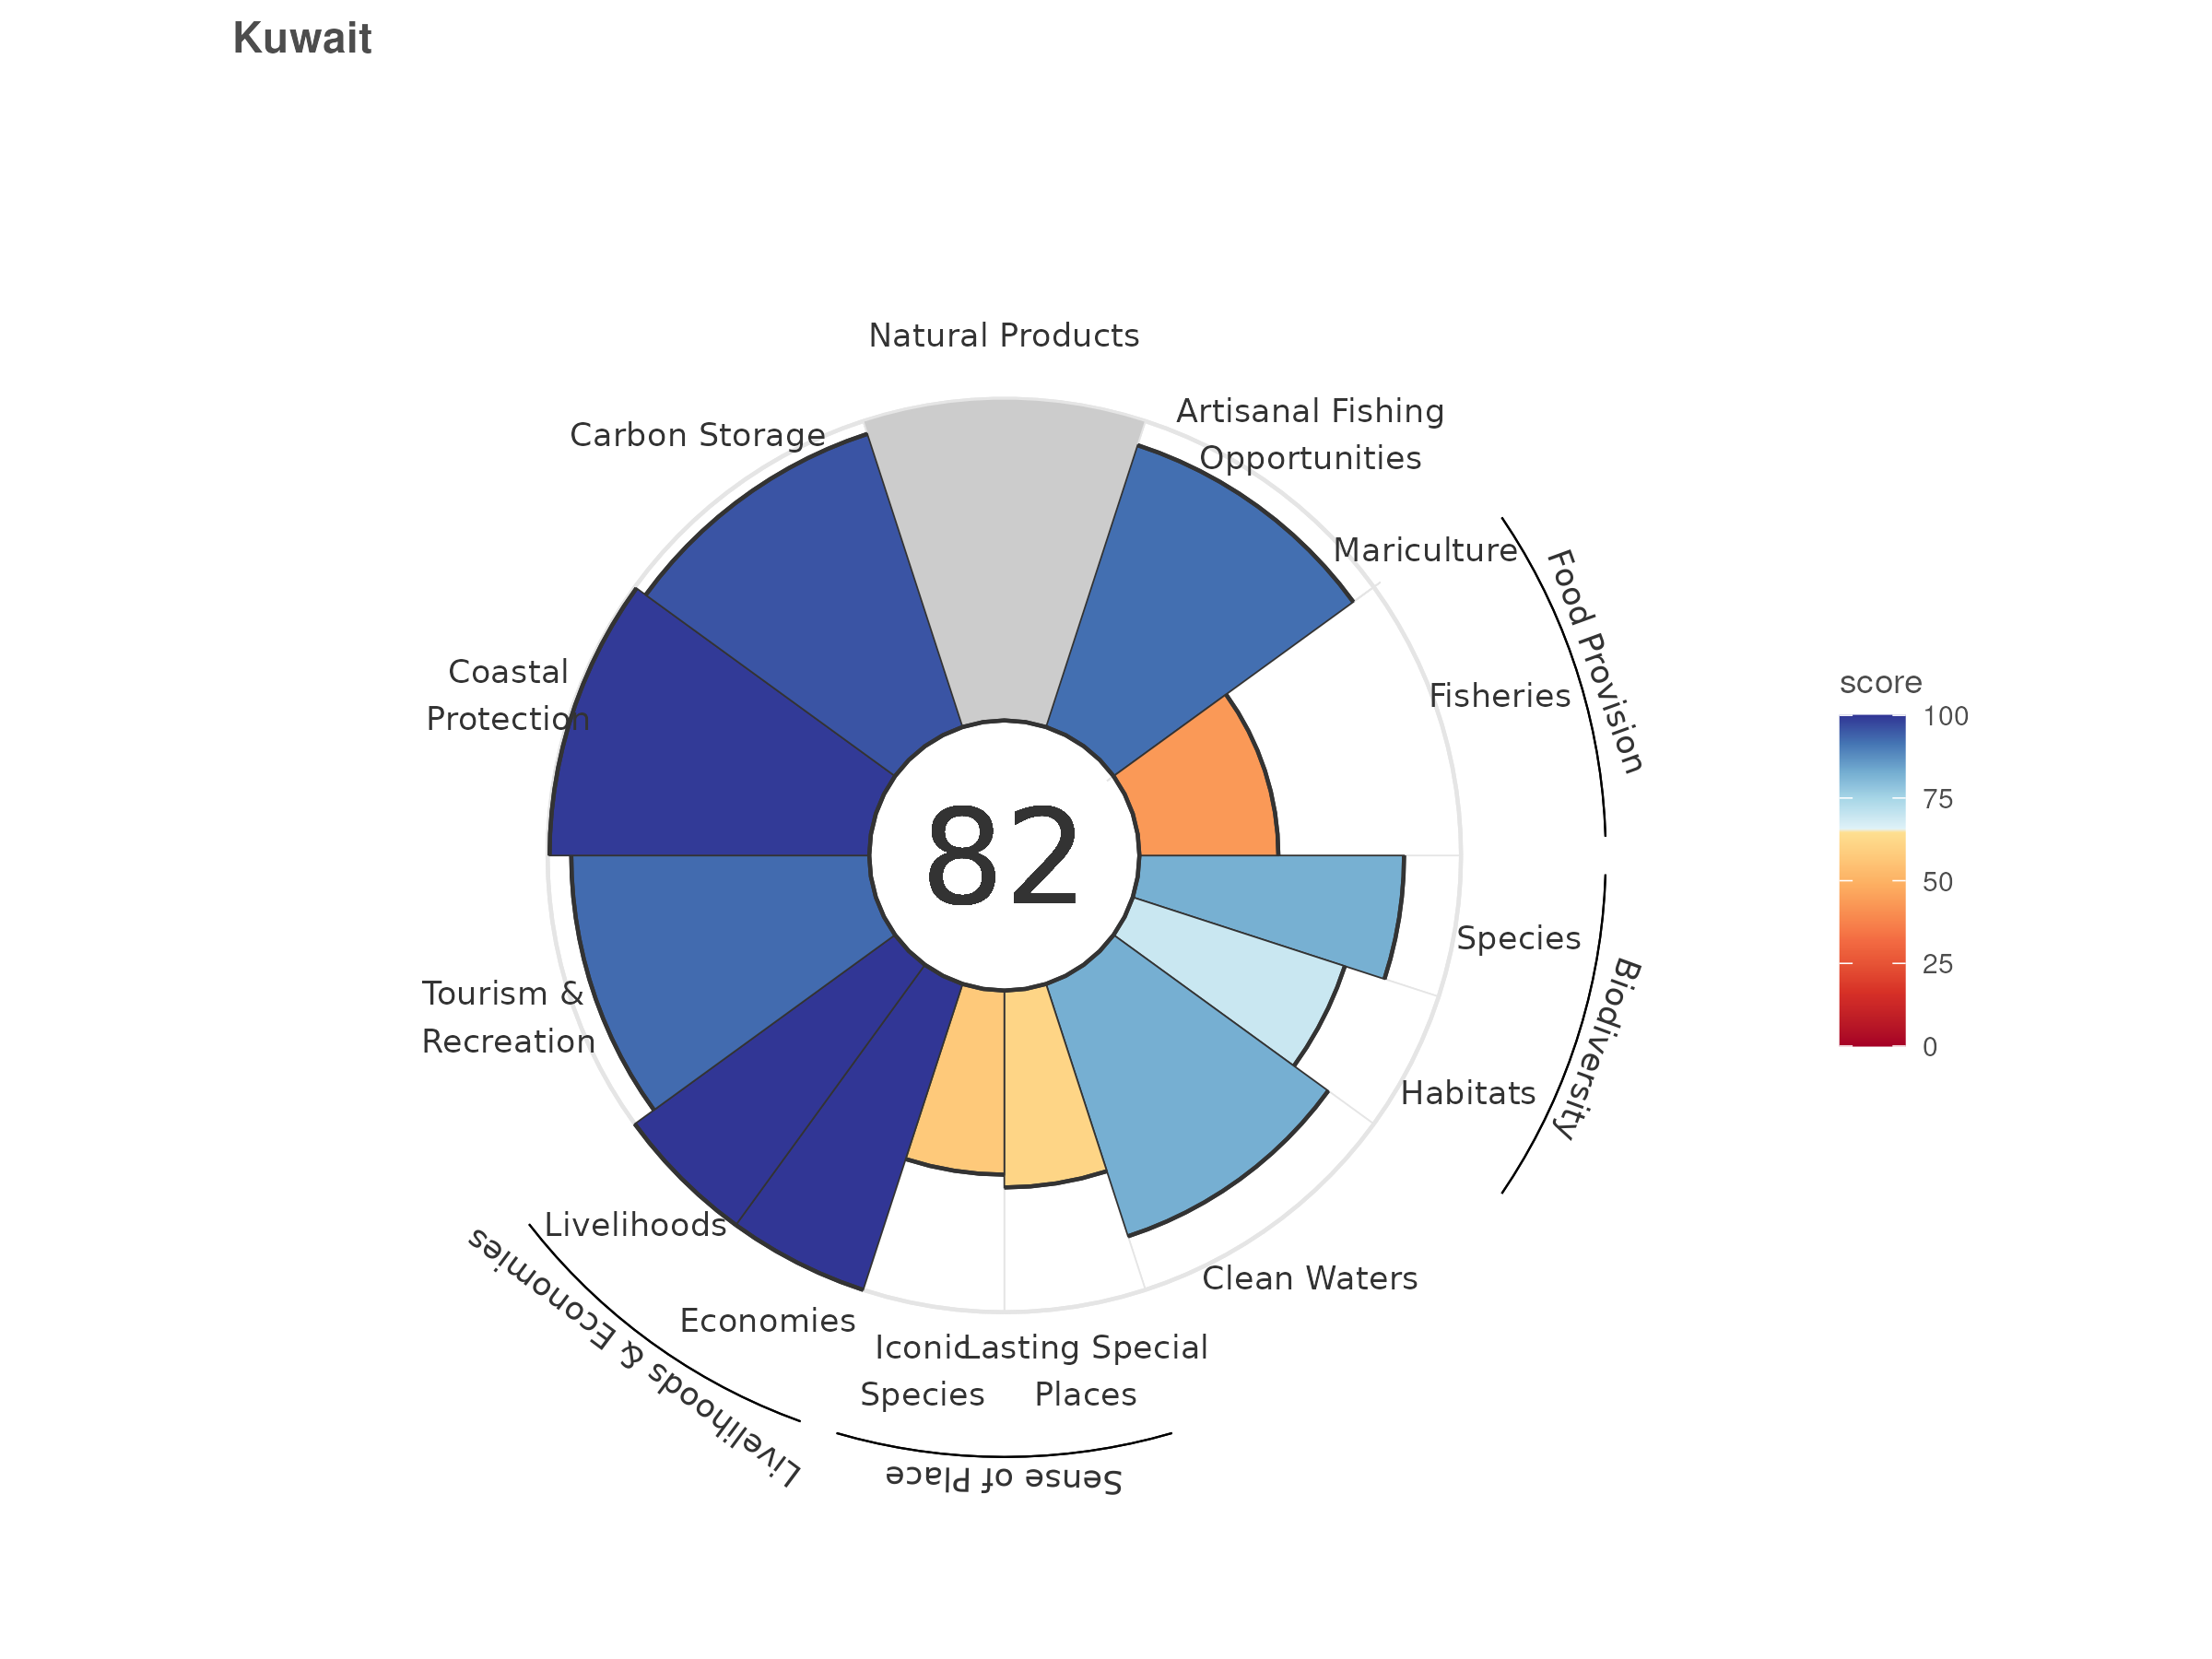 Kuwait
Natural Products
Artisanal Fishing
Opportunities
Carbon Storage
Mariculture
Food Provision
Fisheries
Coastal
Protection
score
100
75
50
25
0
82
Species
Biodiversity
Tourism &
Recreation
Habitats
Livelihoods
Clean Waters
Livelihoods & Economies
Economies
Iconic
Species
Lasting Special
Places
Sense of Place